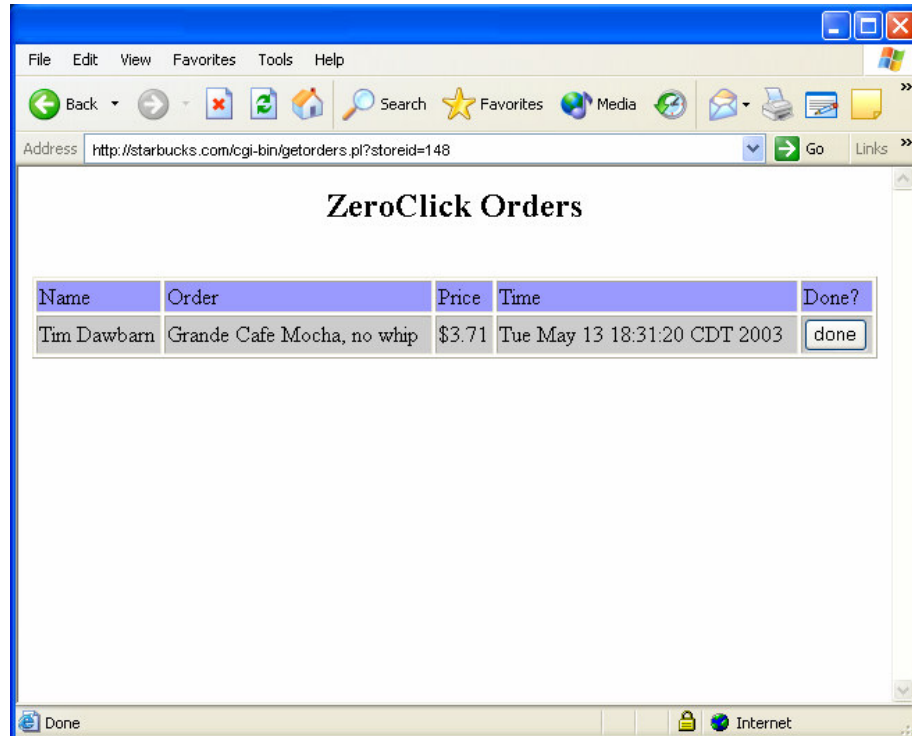 File Edit View Favorites Tools Help
Back Search Favorites Media
Address http://starbucks.com/cgi-bin/getorders.pl?storeid=148 Go Links
ZeroClick Orders
Name Order Price Time Done?
Tim Dawbarn Grande Cafe Mocha, no whip $3.71 Tue May 13 18:31:20 CDT 2003 done
Done Internet